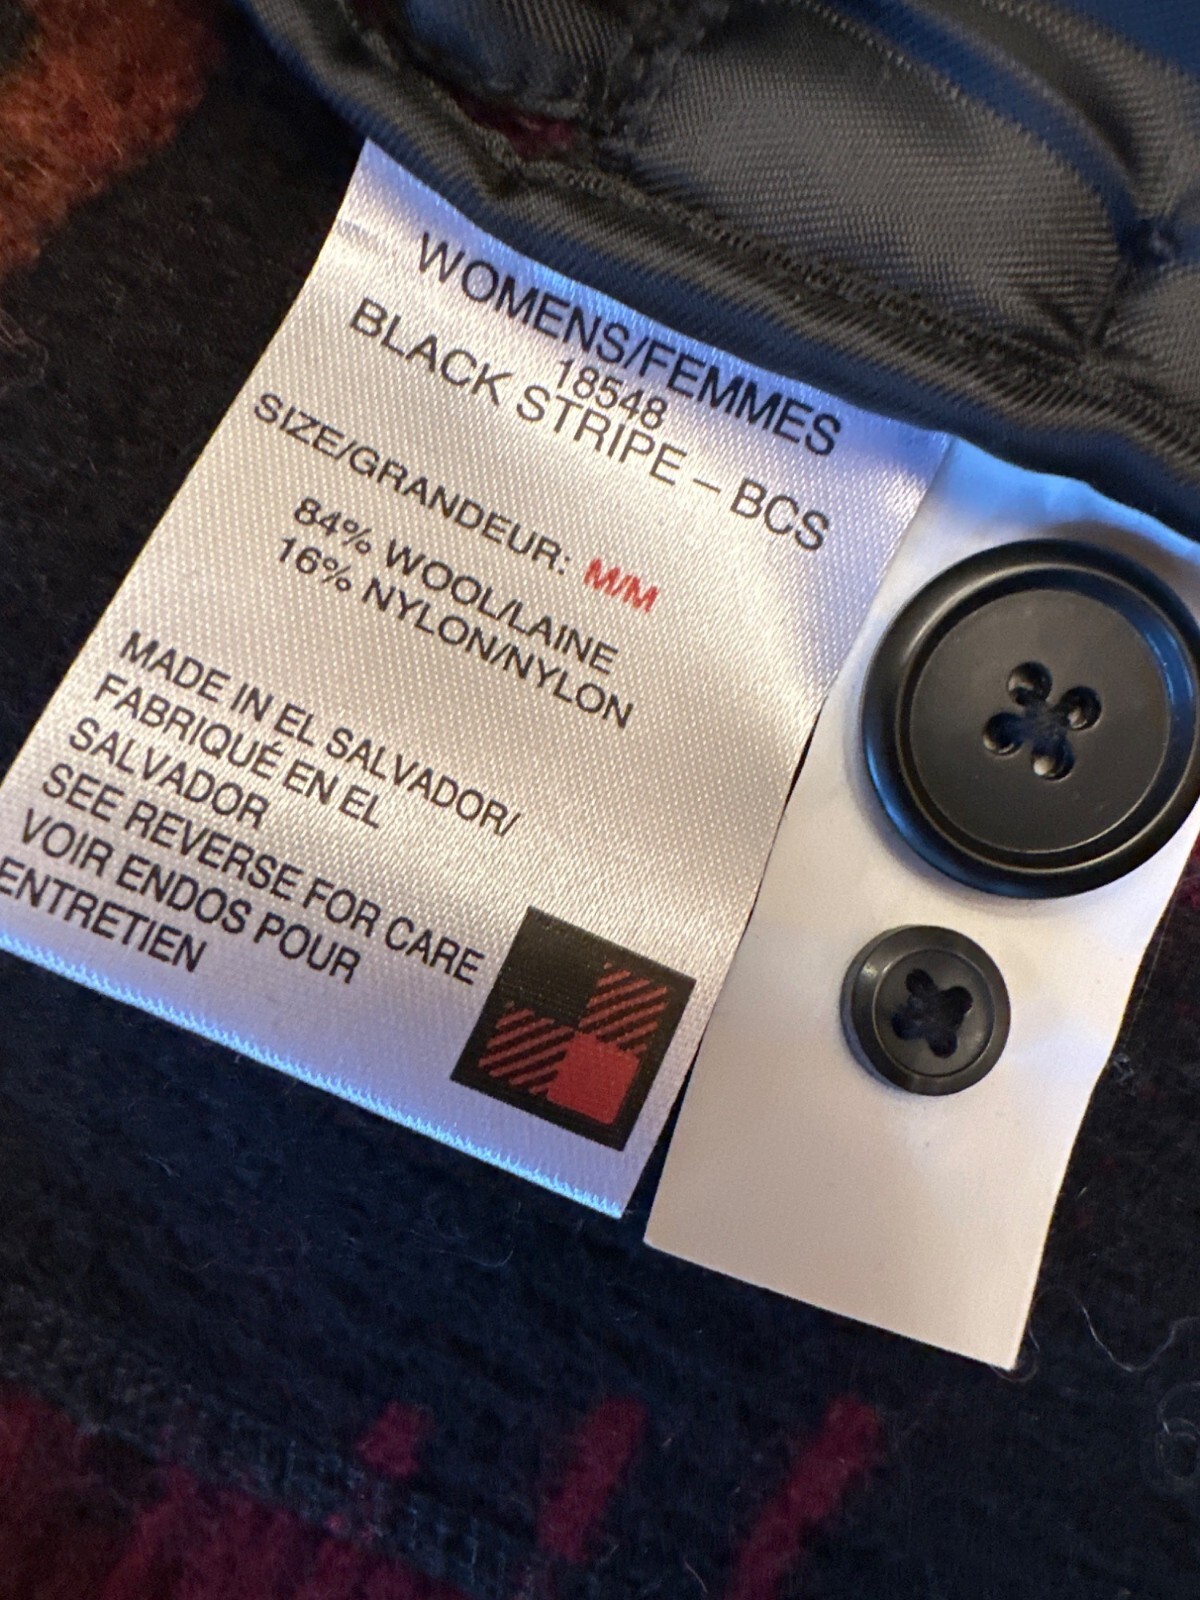 WOMENS/FEMMES
18548
BLACK STRIPE – BCS
SIZE/GRANDEUR: M/M
84% WOOL/LAINE
16% NYLON/NYLON
MADE IN EL SALVADOR/
FABRIQUÉ EN EL
SALVADOR
SEE REVERSE FOR CARE
VOIR ENDOS POUR
ENTRETIEN